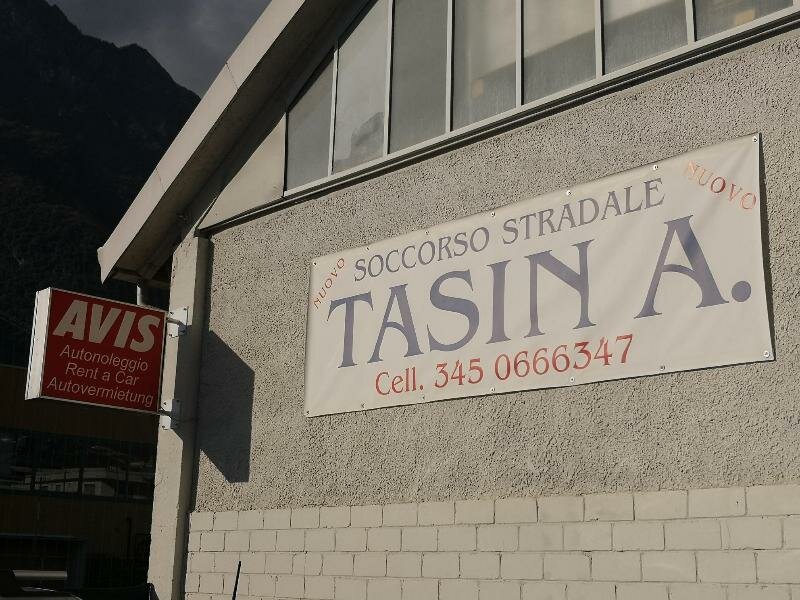 AVIS
Autonoleggio
Rent a Car
Autovermietung
NUOVO
SOCCORSO STRADALE
NUOVO
TASIN A.
Cell. 345 0666347